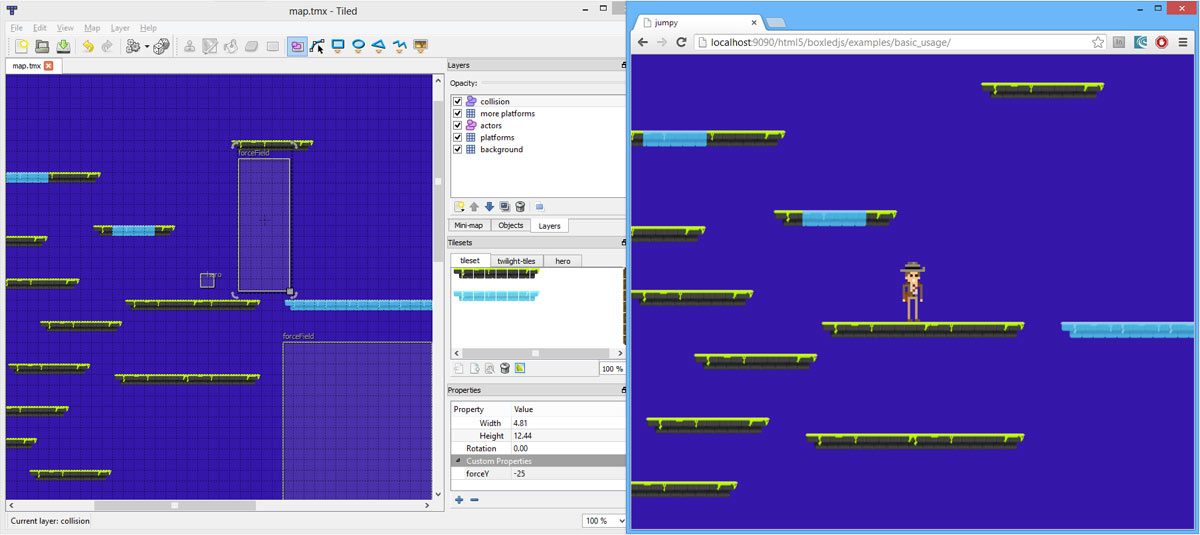 map.tmx - Tiled
File Edit View Map Layer Help
map.tmx
forceField
hero
forceField
Current layer: collision
100 %
Layers
Opacity:
collision
more platforms
actors
platforms
background
Mini-map Objects Layers
Tilesets
tileset twilight-tiles hero
100 %
Properties
Property Value
Width 4.81
Height 12.44
Rotation 0.00
Custom Properties
forceY -25
jumpy
localhost:9090/html5/boxledjs/examples/basic_usage/